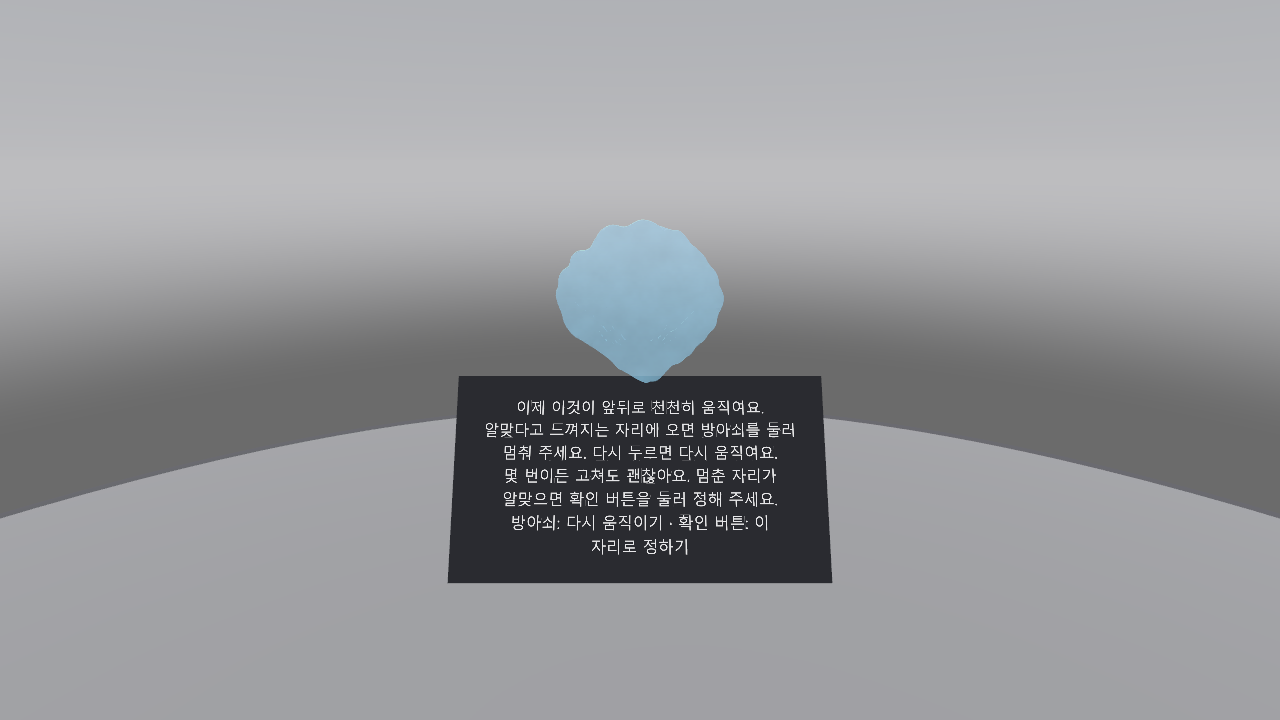 이제 이것이 앞뒤로 천천히 움직여요.
알맞다고 느껴지는 자리에 오면 방아쇠를 눌러
멈춰 주세요. 다시 누르면 다시 움직여요.
몇 번이든 고쳐도 괜찮아요. 멈춘 자리가
알맞으면 확인 버튼을 눌러 정해 주세요.
방아쇠: 다시 움직이기 · 확인 버튼: 이
자리로 정하기